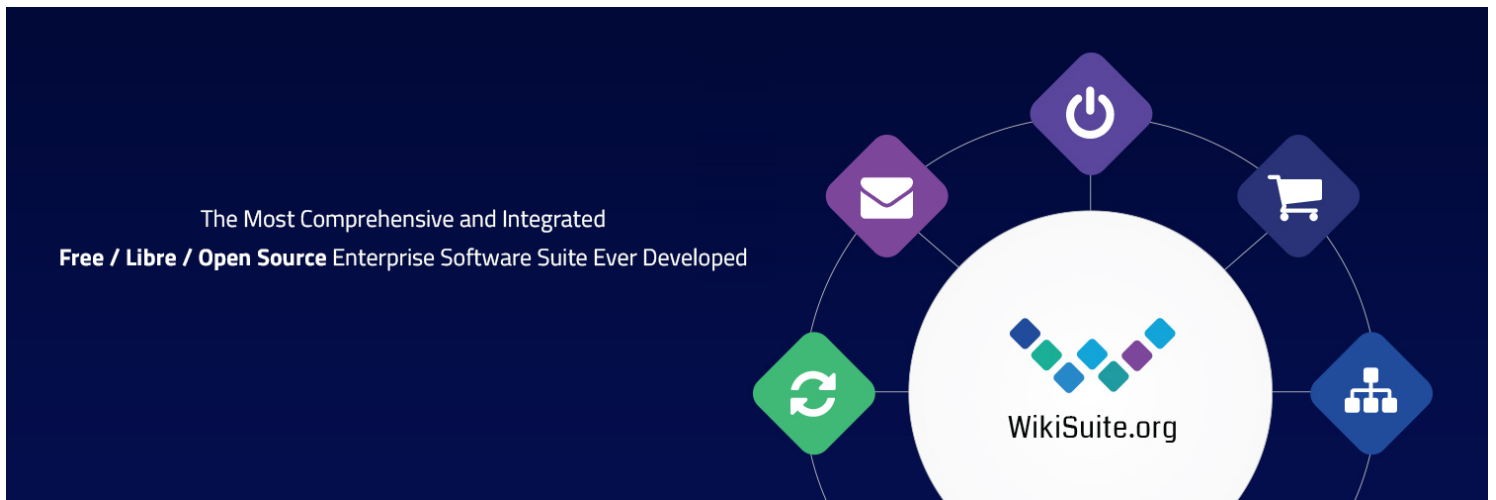 The Most Comprehensive and Integrated
Free / Libre / Open Source Enterprise Software Suite Ever Developed
WikiSuite.org